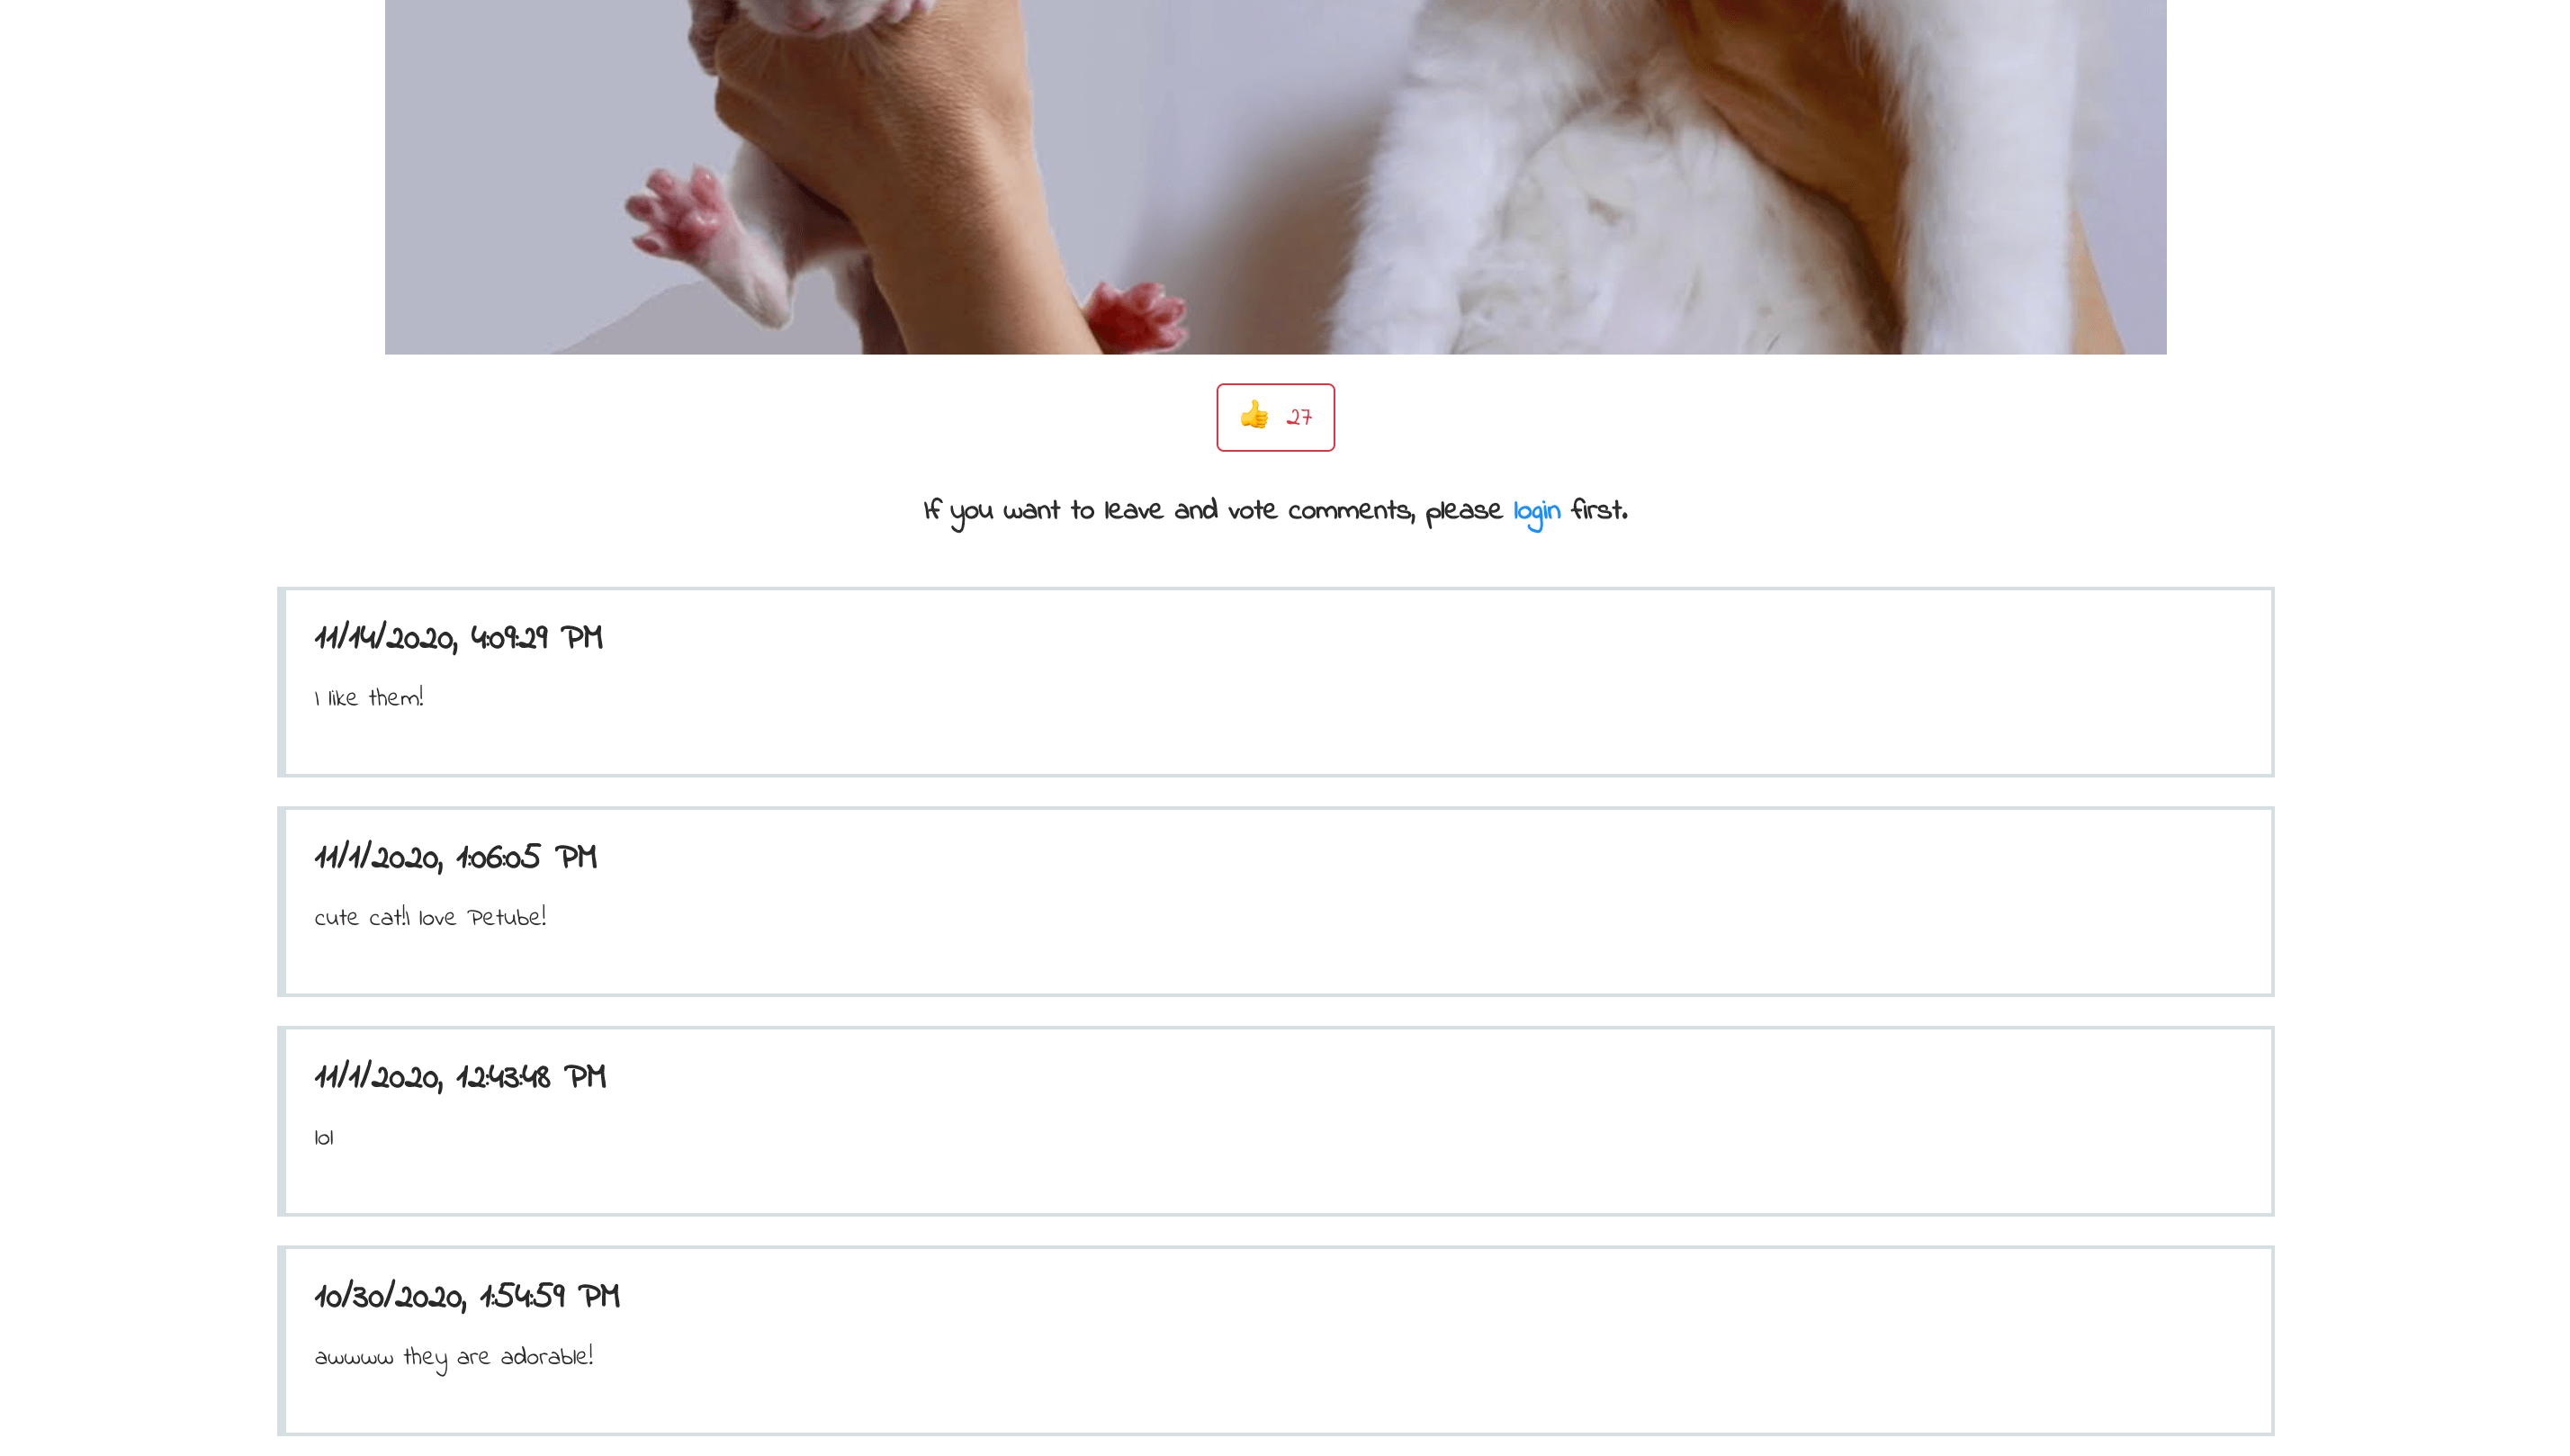 👍 27
If you want to leave and vote comments, please login first.
11/14/2020, 4:09:29 PM
I like them!
11/1/2020, 1:06:05 PM
cute cat!I love Petube!
11/1/2020, 12:43:48 PM
lol
10/30/2020, 1:54:59 PM
awwww they are adorable!